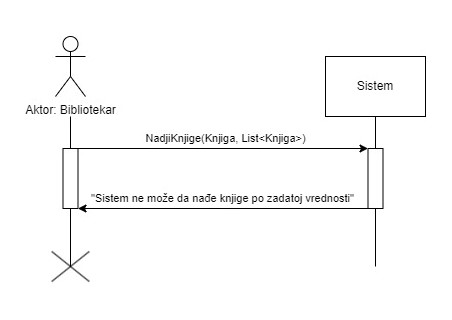 Aktor: Bibliotekar
Sistem
NadjiKnjige(Knjiga, List<Knjiga>)
"Sistem ne može da nađe knjige po zadatoj vrednosti"